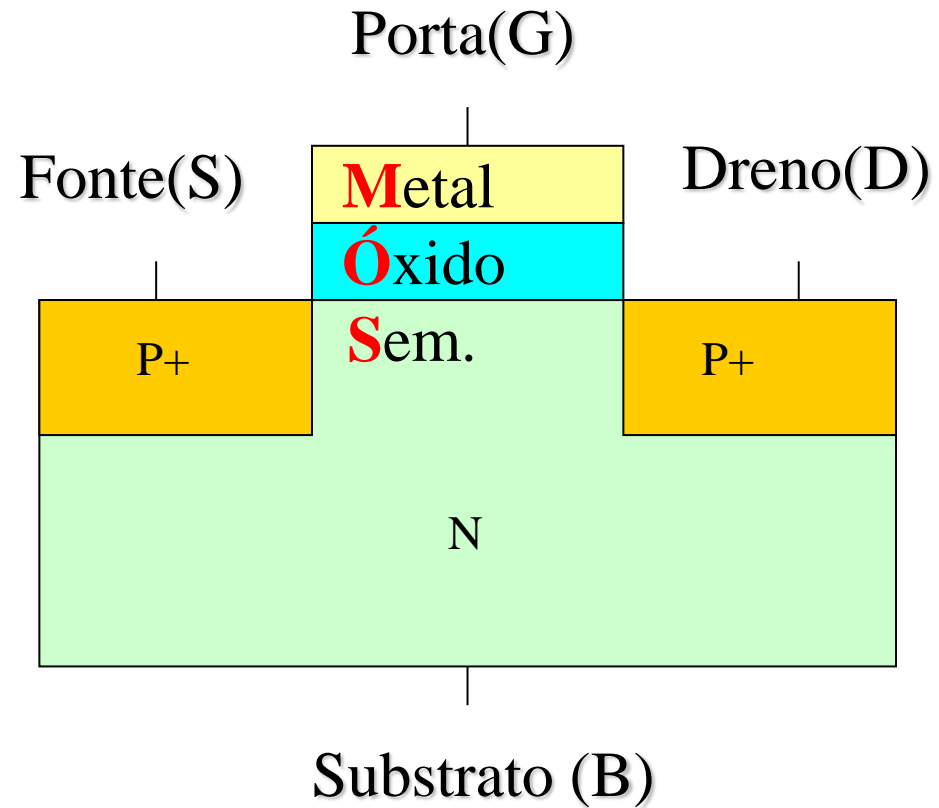 Porta(G)
Fonte(S)
Dreno(D)
Metal
Óxido
Sem.
P+
P+
N
Substrato (B)